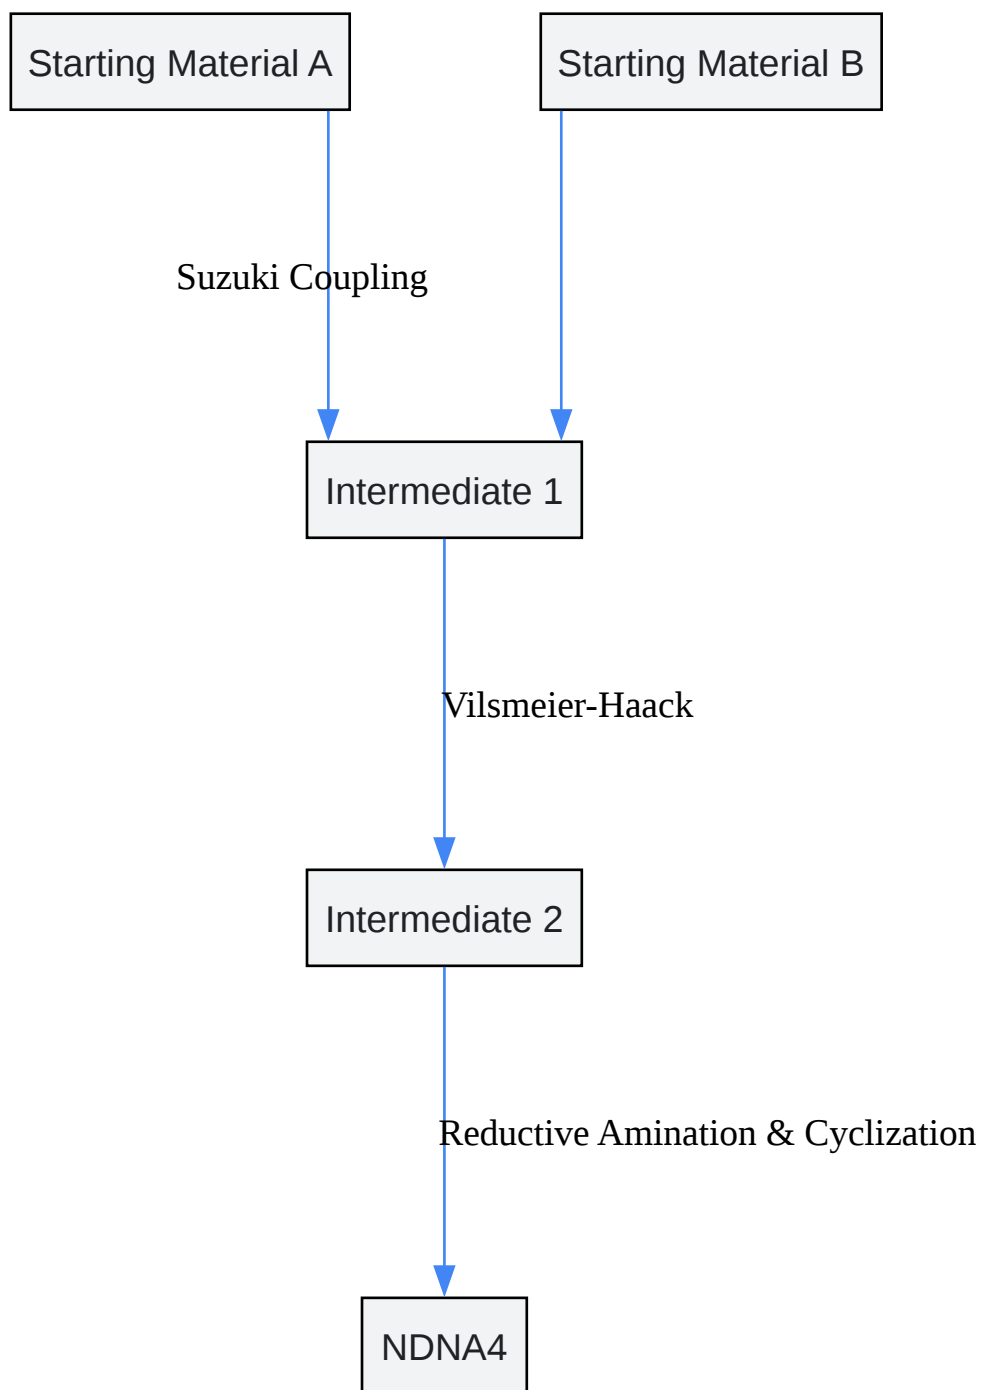 Starting Material A
Starting Material B
Suzuki Coupling
Intermediate 1
Vilsmeier-Haack
Intermediate 2
Reductive Amination & Cyclization
NDNA4